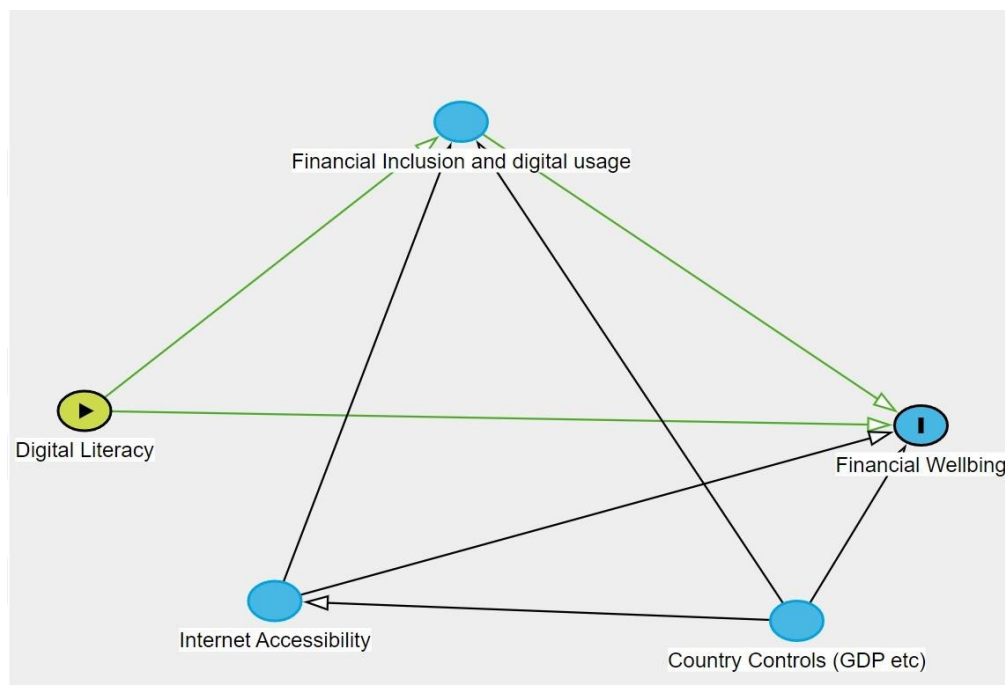 Financial Inclusion and digital usage
Digital Literacy
Financial Wellbing
Internet Accessibility
Country Controls (GDP etc)